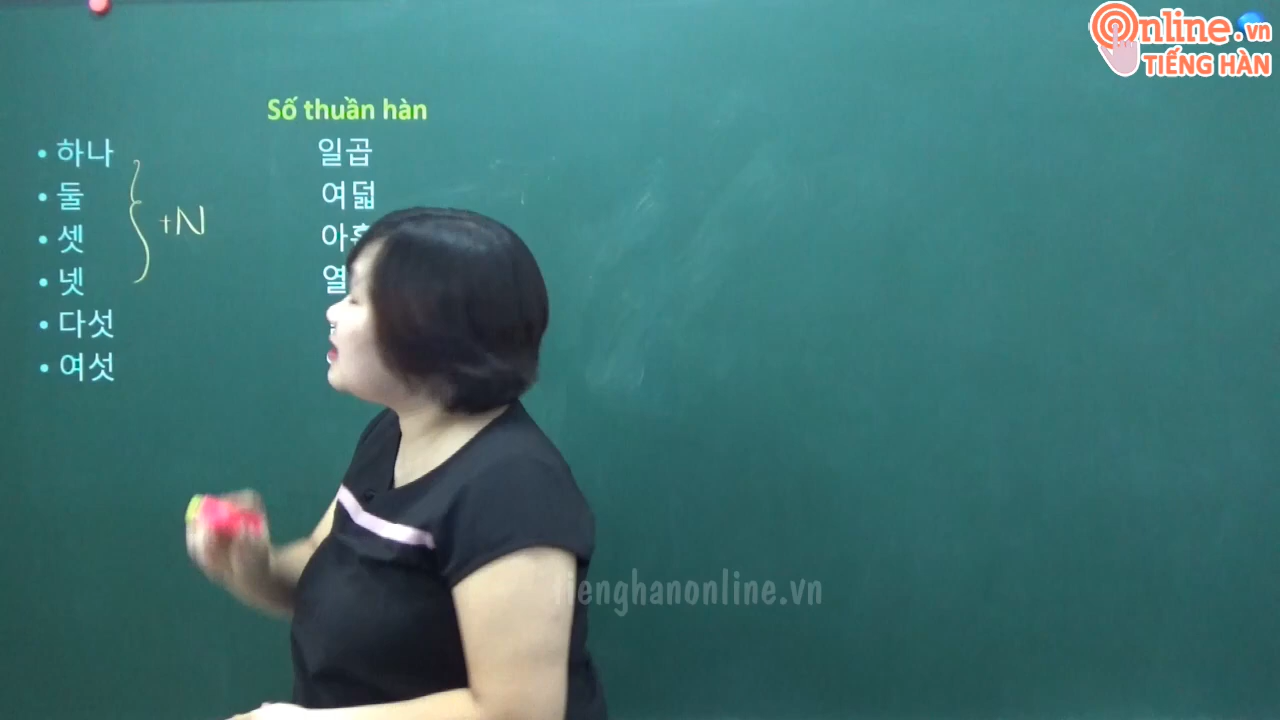 Online.vn
TIẾNG HÀN
Số thuần hàn
• 하나
• 둘
• 셋
• 넷
• 다섯
• 여섯
+N
일곱
여덟
열
tienghanonline.vn